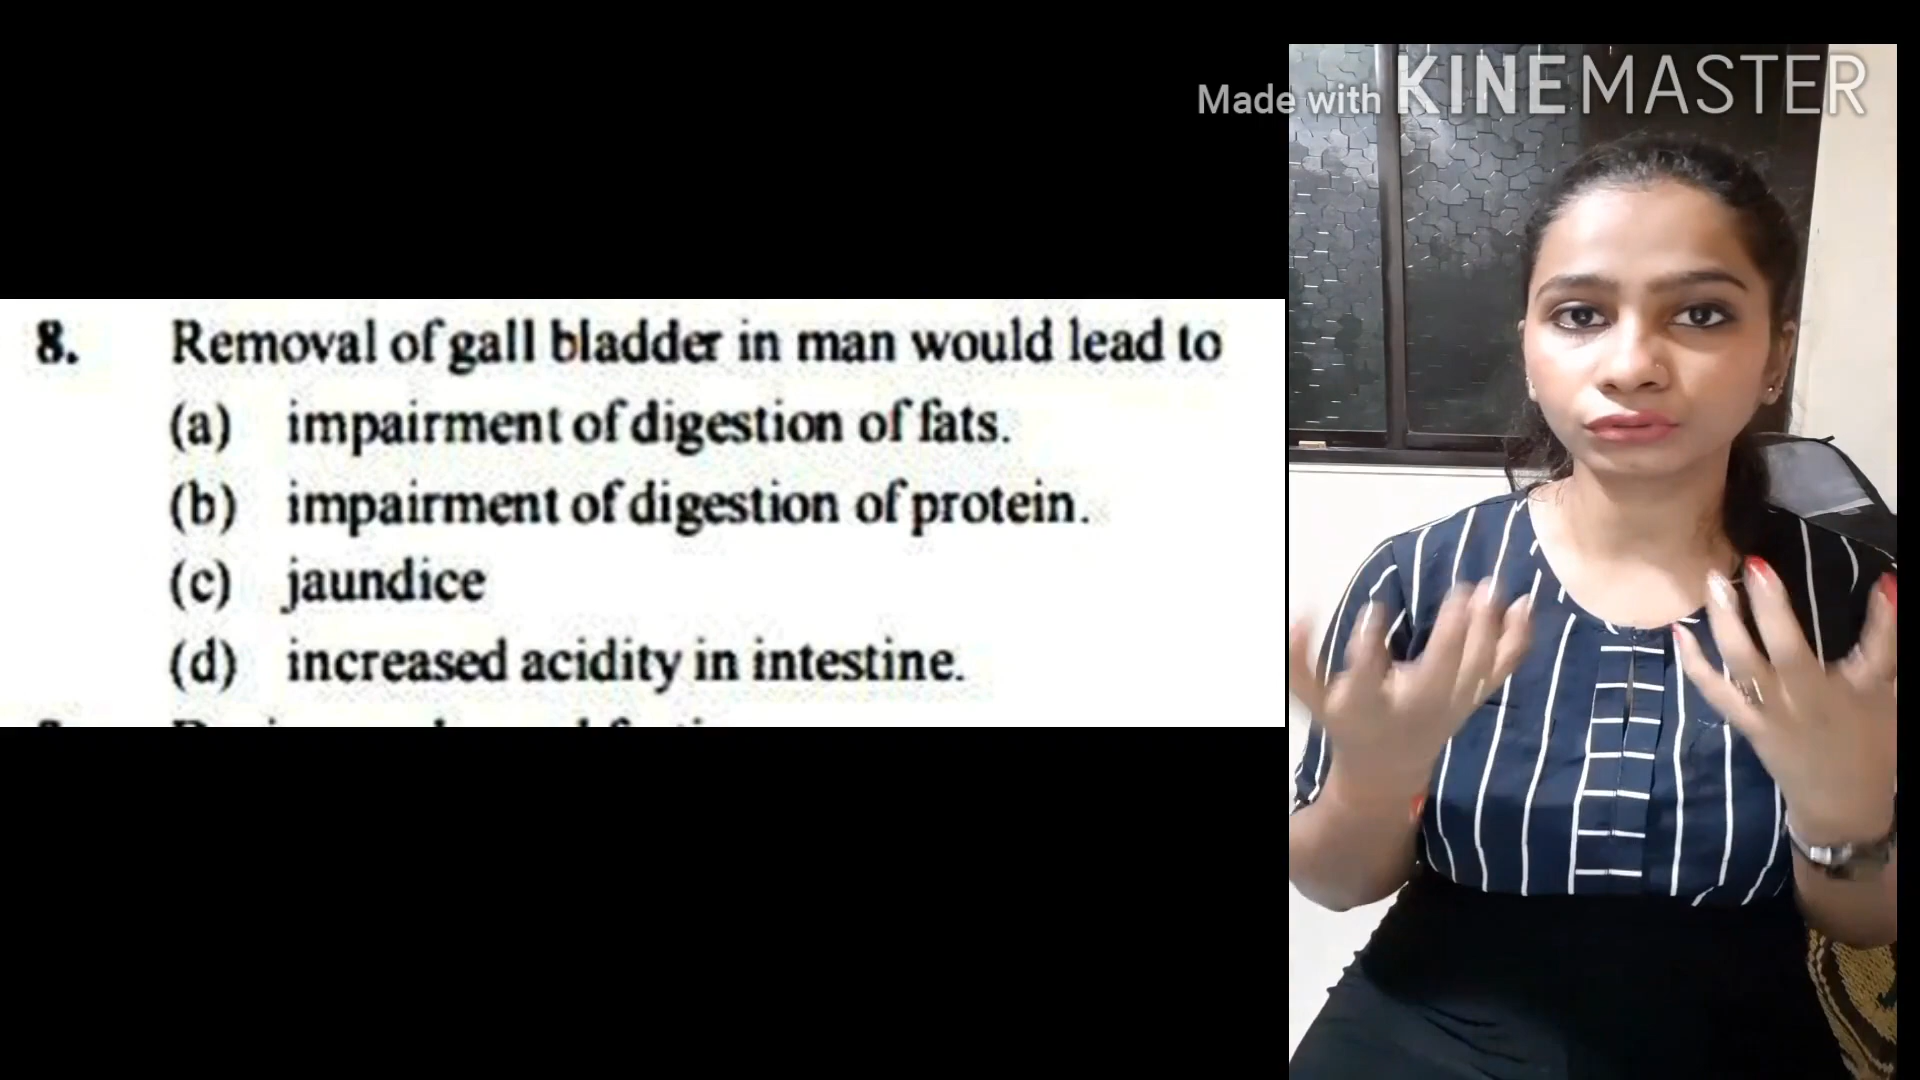 Made with KINEMASTER
8. Removal of gall bladder in man would lead to
(a) impairment of digestion of fats.
(b) impairment of digestion of protein.
(c) jaundice
(d) increased acidity in intestine.